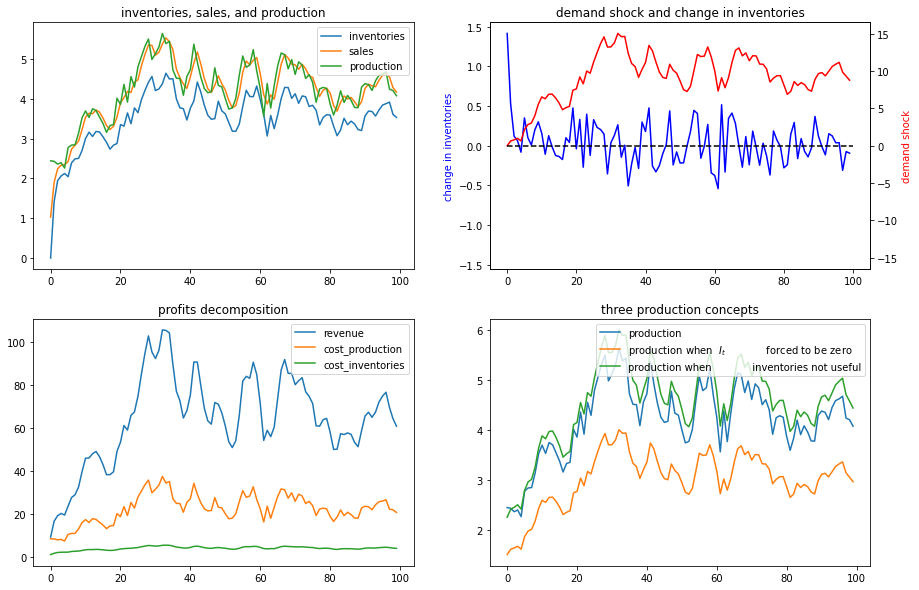 inventories, sales, and production
inventories
sales
production
5
4
3
2
1
0
0 20 40 60 80 100
demand shock and change in inventories
change in inventories
1.5
1.0
0.5
0.0
−0.5
−1.0
−1.5
15
10
5
0
−5
−10
−15
demand shock
0 20 40 60 80 100
profits decomposition
revenue
cost_production
cost_inventories
100
80
60
40
20
0
0 20 40 60 80 100
three production concepts
production
production when I_t forced to be zero
production when inventories not useful
6
5
4
3
2
0 20 40 60 80 100